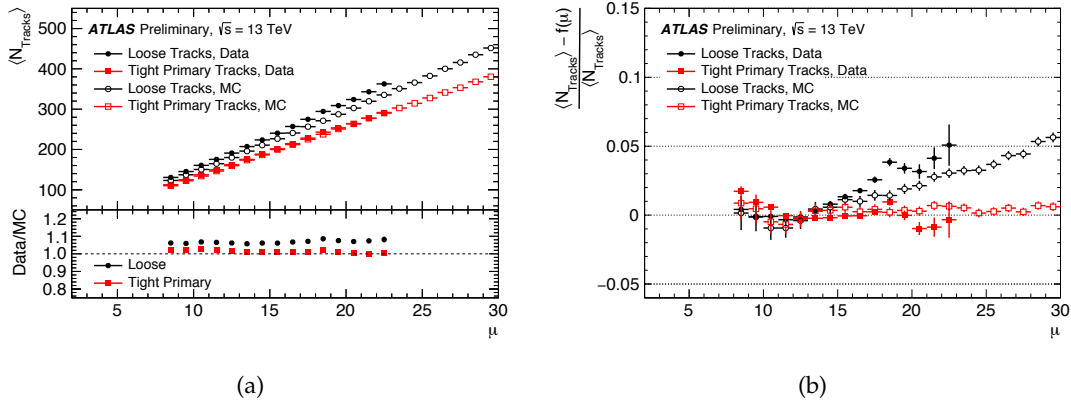 ⟨N_Tracks⟩
ATLAS Preliminary, √s = 13 TeV
Loose Tracks, Data
Tight Primary Tracks, Data
Loose Tracks, MC
Tight Primary Tracks, MC
500
400
300
200
100
Data/MC
1.2
1.1
1.0
0.9
0.8
Loose
Tight Primary
5 10 15 20 25 30
μ
(a)
⟨N_Tracks⟩ − f(μ)
⟨N_Tracks⟩
ATLAS Preliminary, √s = 13 TeV
Loose Tracks, Data
Tight Primary Tracks, Data
Loose Tracks, MC
Tight Primary Tracks, MC
0.15
0.1
0.05
0
−0.05
5 10 15 20 25 30
μ
(b)